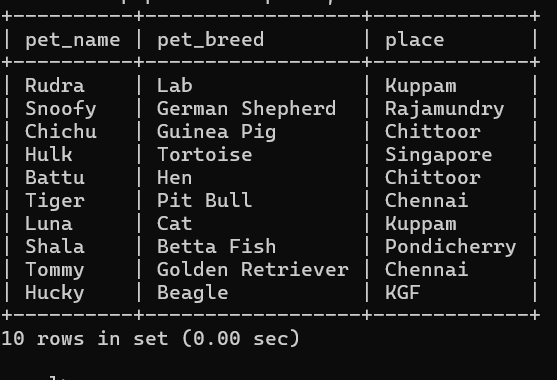 +----------+------------------+-------------+
| pet_name | pet_breed        | place       |
+----------+------------------+-------------+
| Rudra    | Lab              | Kuppam      |
| Snoofy   | German Shepherd  | Rajamundry  |
| Chichu   | Guinea Pig       | Chittoor    |
| Hulk     | Tortoise         | Singapore   |
| Battu    | Hen              | Chittoor    |
| Tiger    | Pit Bull         | Chennai     |
| Luna     | Cat              | Kuppam      |
| Shala    | Betta Fish       | Pondicherry |
| Tommy    | Golden Retriever | Chennai     |
| Hucky    | Beagle           | KGF         |
+----------+------------------+-------------+
10 rows in set (0.00 sec)